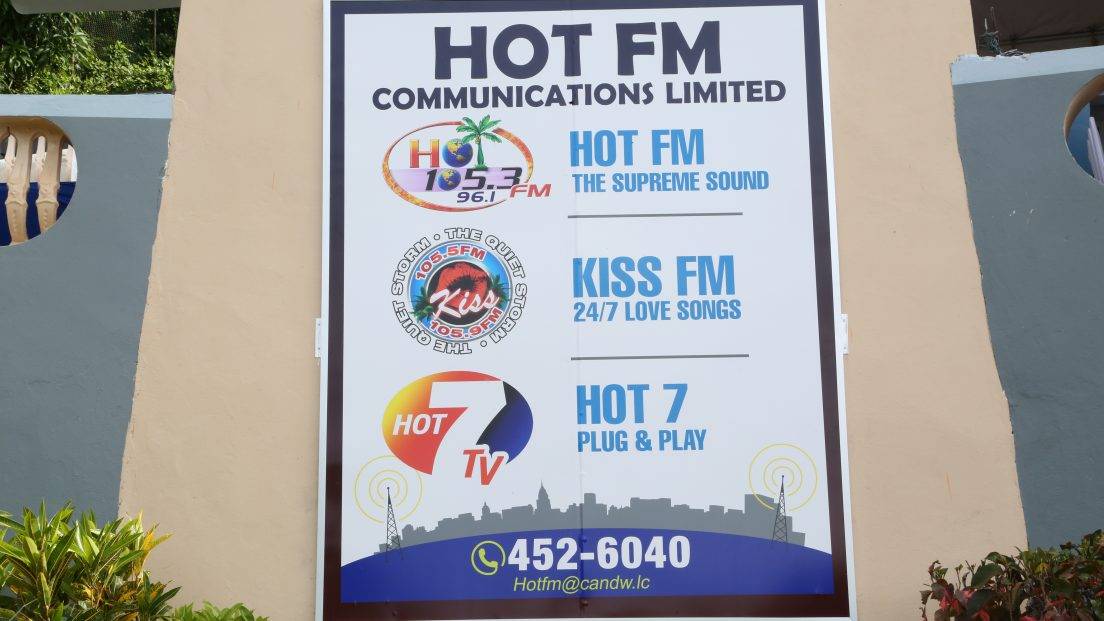 HOT FM
COMMUNICATIONS LIMITED
HOT
105.3 FM
96.1
HOT FM
THE SUPREME SOUND
THE QUIET STORM • THE QUIET STORM •
105.5FM
Kiss
105.9FM
KISS FM
24/7 LOVE SONGS
HOT 7
TV
HOT 7
PLUG & PLAY
452-6040
Hotfm@candw.lc